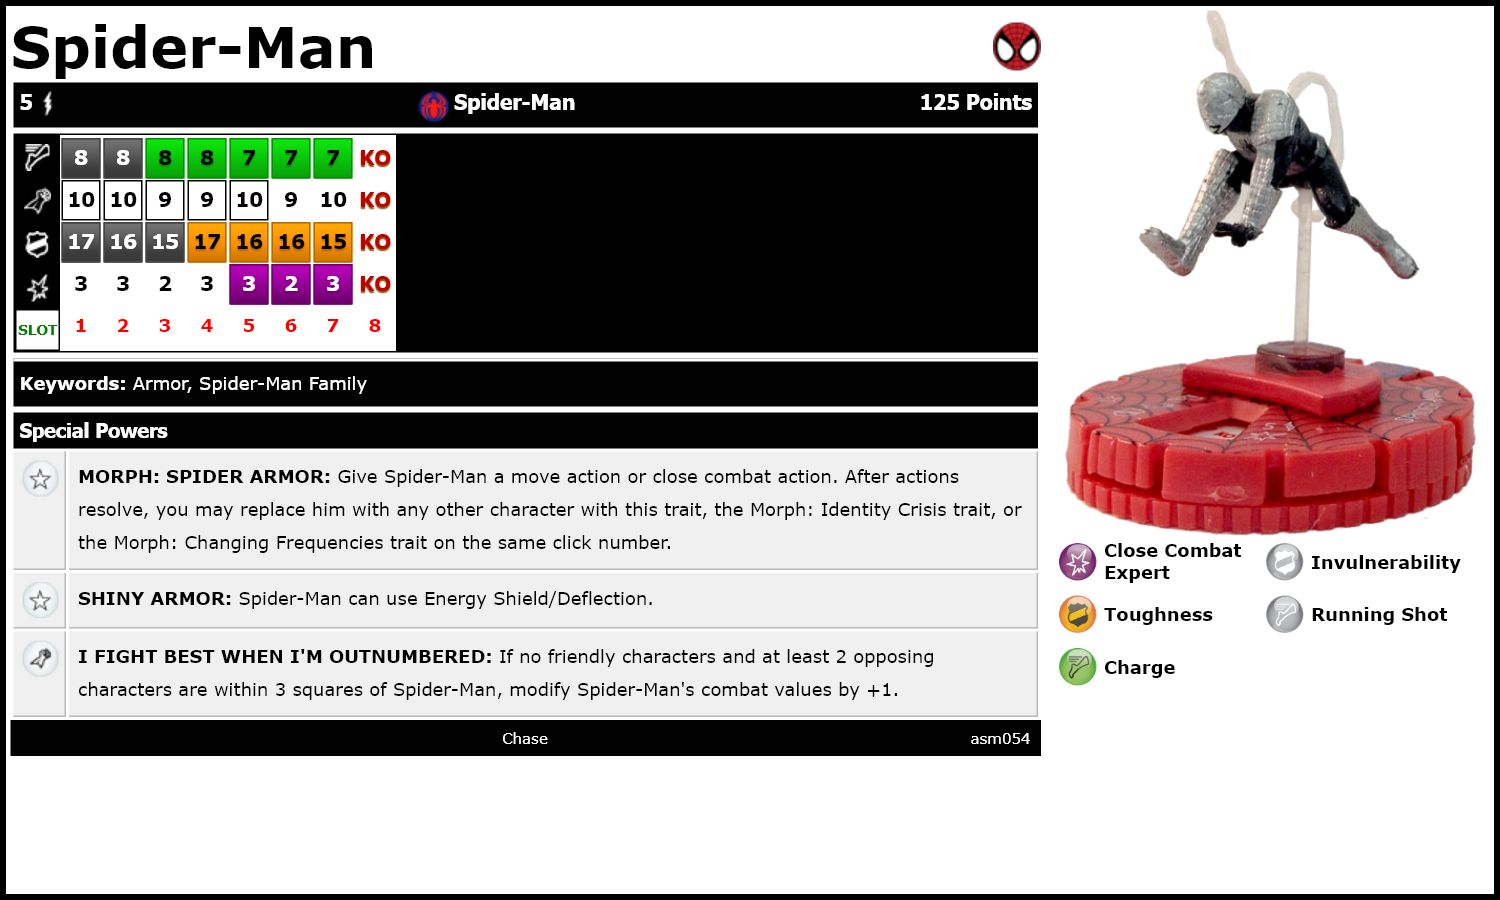 Spider-Man
5 Spider-Man 125 Points
8 8 8 8 7 7 7 KO
10 10 9 9 10 9 10 KO
17 16 15 17 16 16 15 KO
3 3 2 3 3 2 3 KO
SLOT 1 2 3 4 5 6 7 8
Keywords: Armor, Spider-Man Family
Special Powers
MORPH: SPIDER ARMOR: Give Spider-Man a move action or close combat action. After actions
resolve, you may replace him with any other character with this trait, the Morph: Identity Crisis trait, or
the Morph: Changing Frequencies trait on the same click number.
SHINY ARMOR: Spider-Man can use Energy Shield/Deflection.
I FIGHT BEST WHEN I'M OUTNUMBERED: If no friendly characters and at least 2 opposing
characters are within 3 squares of Spider-Man, modify Spider-Man's combat values by +1.
Chase asm054
Close Combat
Expert
Invulnerability
Toughness
Running Shot
Charge